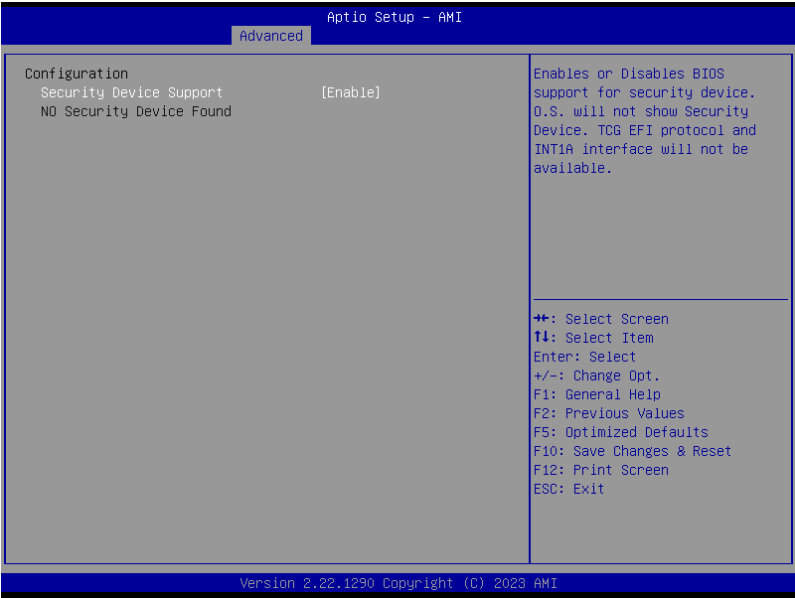 Aptio Setup – AMI
Advanced
Configuration
Security Device Support [Enable]
NO Security Device Found
Enables or Disables BIOS
support for security device.
O.S. will not show Security
Device. TCG EFI protocol and
INT1A interface will not be
available.
→←: Select Screen
↑↓: Select Item
Enter: Select
+/-: Change Opt.
F1: General Help
F2: Previous Values
F5: Optimized Defaults
F10: Save Changes & Reset
F12: Print Screen
ESC: Exit
Version 2.22.1290 Copyright (C) 2023 AMI